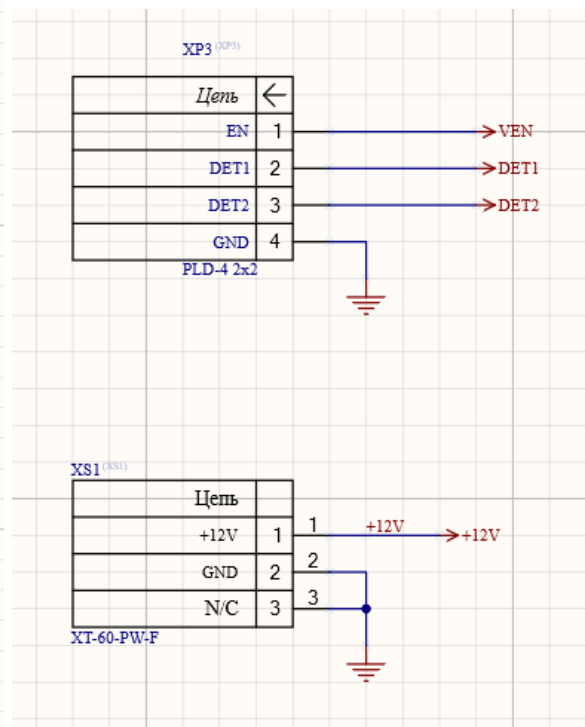 XP3 (XP3)
Цепь
EN 1 VEN
DET1 2 DET1
DET2 3 DET2
GND 4
PLD-4 2x2
XS1 (XS1)
Цепь
+12V 1 1 +12V +12V
GND 2 2
N/C 3 3
XT-60-PW-F